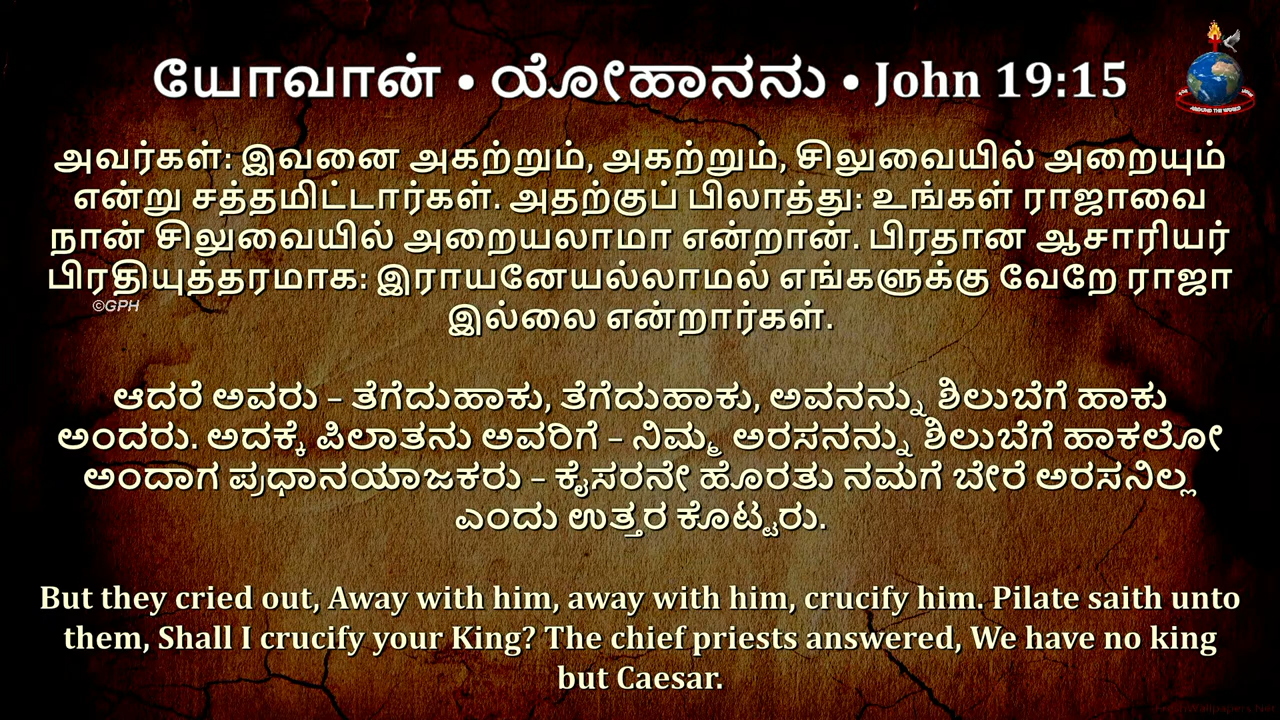 யோவான் • ಯೋಹಾನನು • John 19:15
அவர்கள்: இவனை அகற்றும், அகற்றும், சிலுவையில் அறையும்
என்று சத்தமிட்டார்கள். அதற்குப் பிலாத்து: உங்கள் ராஜாவை
நான் சிலுவையில் அறையலாமா என்றான். பிரதான ஆசாரியர்
பிரதியுத்தரமாக: இராயனேயல்லாமல் எங்களுக்கு வேறே ராஜா
©GPH
இல்லை என்றார்கள்.
ಆದರೆ ಅವರು – ತೆಗೆದುಹಾಕು, ತೆಗೆದುಹಾಕು, ಅವನನ್ನು ಶಿಲುಬೆಗೆ ಹಾಕು
ಅಂದರು. ಅದಕ್ಕೆ ಪಿಲಾತನು ಅವರಿಗೆ – ನಿಮ್ಮ ಅರಸನನ್ನು ಶಿಲುಬೆಗೆ ಹಾಕಲೋ
ಅಂದಾಗ ಪ್ರಧಾನಯಾಜಕರು – ಕೈಸರನೇ ಹೊರತು ನಮಗೆ ಬೇರೆ ಅರಸನಿಲ್ಲ
ಎಂದು ಉತ್ತರ ಕೊಟ್ಟರು.
But they cried out, Away with him, away with him, crucify him. Pilate saith unto
them, Shall I crucify your King? The chief priests answered, We have no king
but Caesar.
AROUND THE WORLD